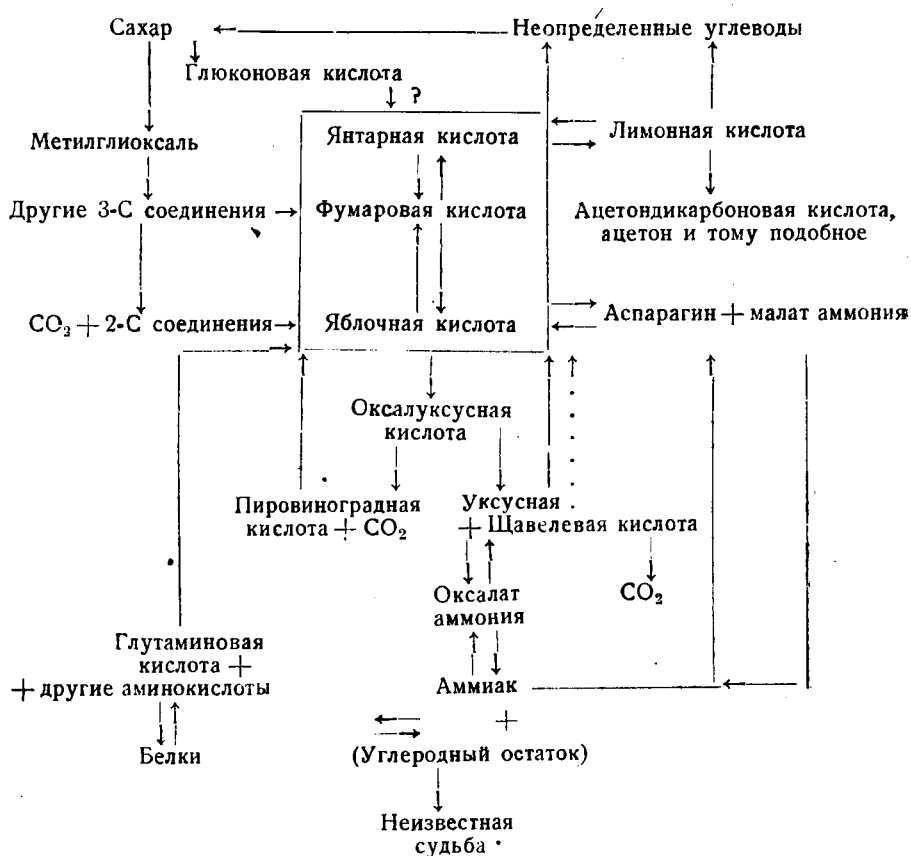 Сахар
Неопределенные углеводы
Глюконовая кислота
?
Метилглиоксаль
Янтарная кислота
Лимонная кислота
Другие 3-С соединения
Фумаровая кислота
Ацетондикарбоновая кислота,
ацетон и тому подобное
CO₂ + 2-С соединения
Яблочная кислота
Аспарагин + малат аммония
Оксалуксусная
кислота
Пировиноградная
кислота + CO₂
Уксусная
+ Щавелевая кислота
CO₂
Оксалат
аммония
Глутаминовая
кислота +
+ другие аминокислоты
Аммиак
+
Белки
(Углеродный остаток)
Неизвестная
судьба